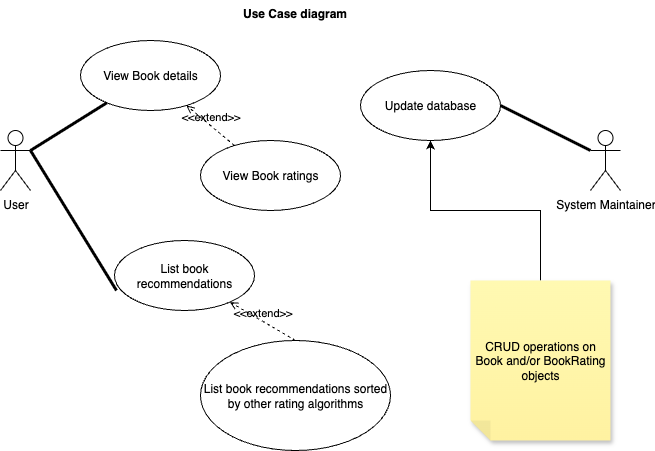 Use Case diagram
View Book details
<<extend>>
View Book ratings
Update database
User
System Maintainer
List book
recommendations
<<extend>>
List book recommendations sorted
by other rating algorithms
CRUD operations on
Book and/or BookRating
objects